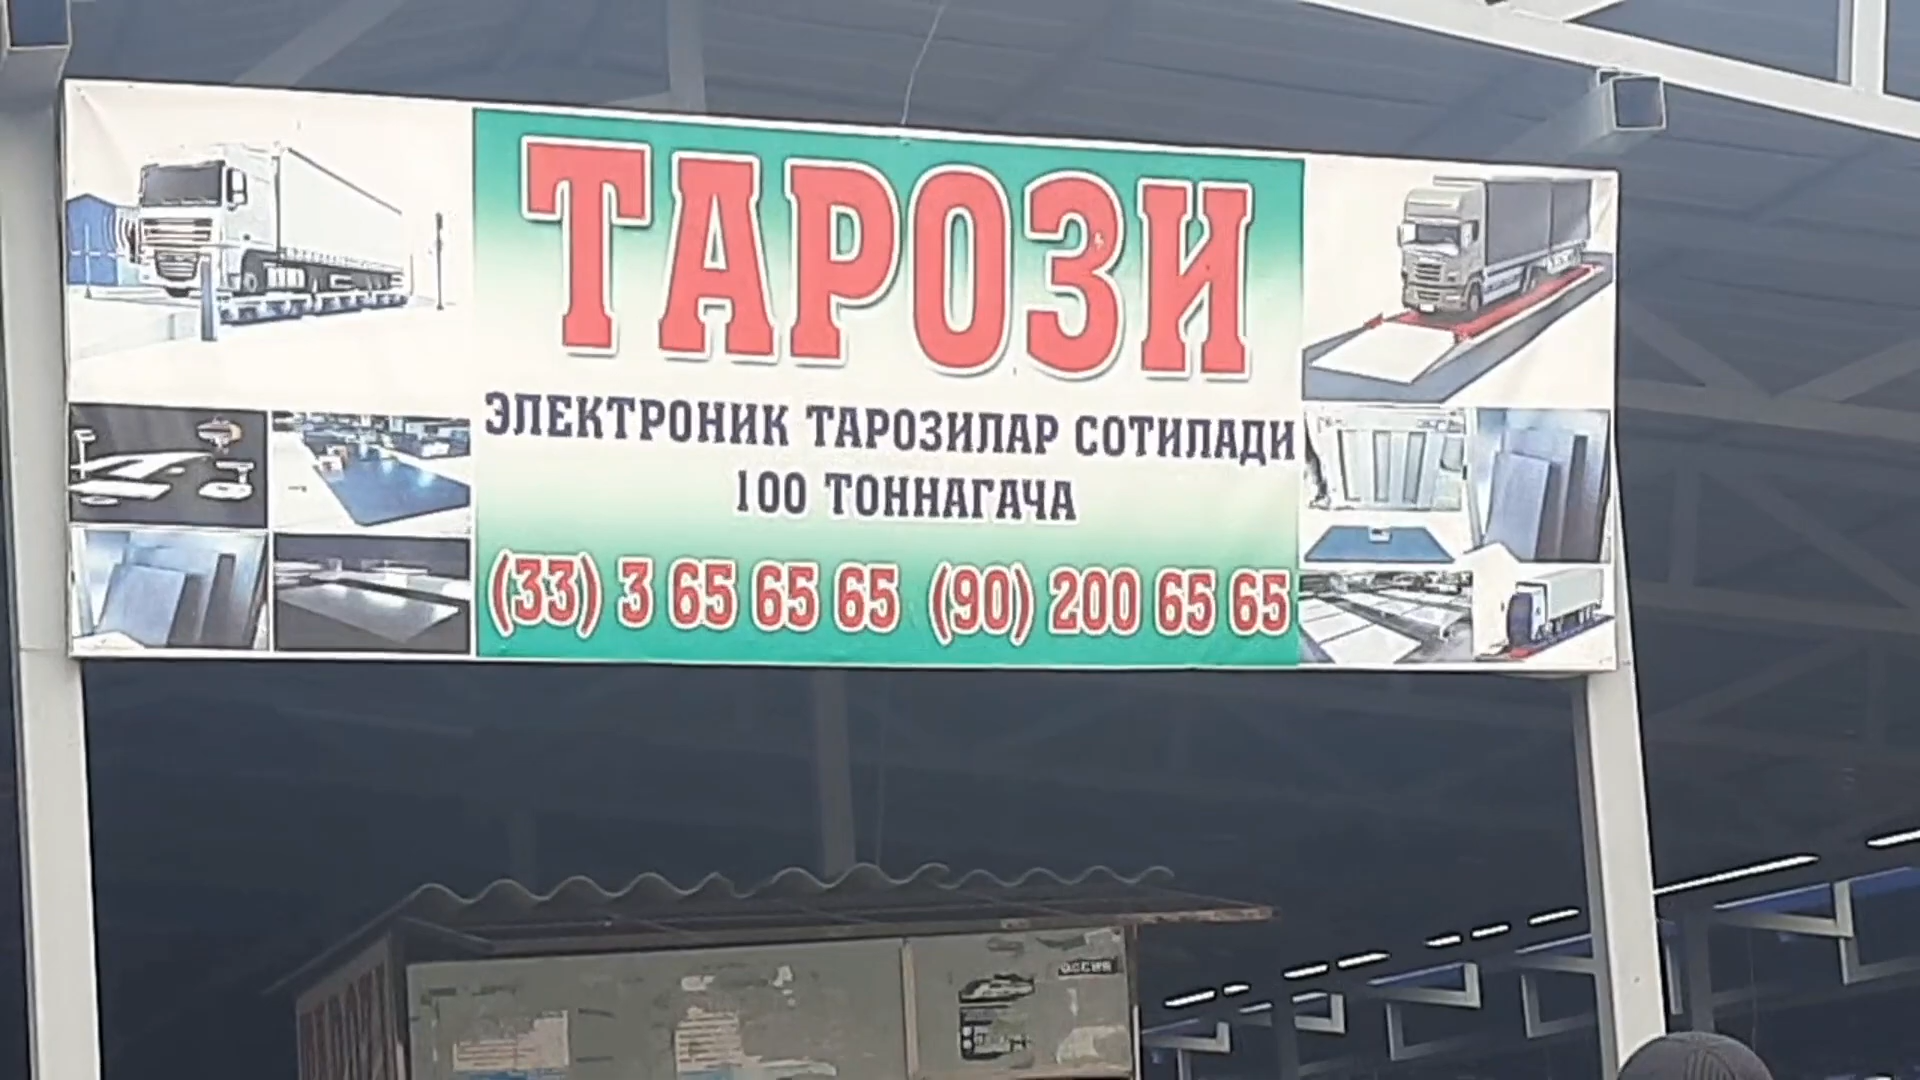 ТАРОЗИ
ЭЛЕКТРОНИК ТАРОЗИЛАР СОТИЛАДИ
100 ТОННАГАЧА
(33) 3 65 65 65 (90) 200 65 65